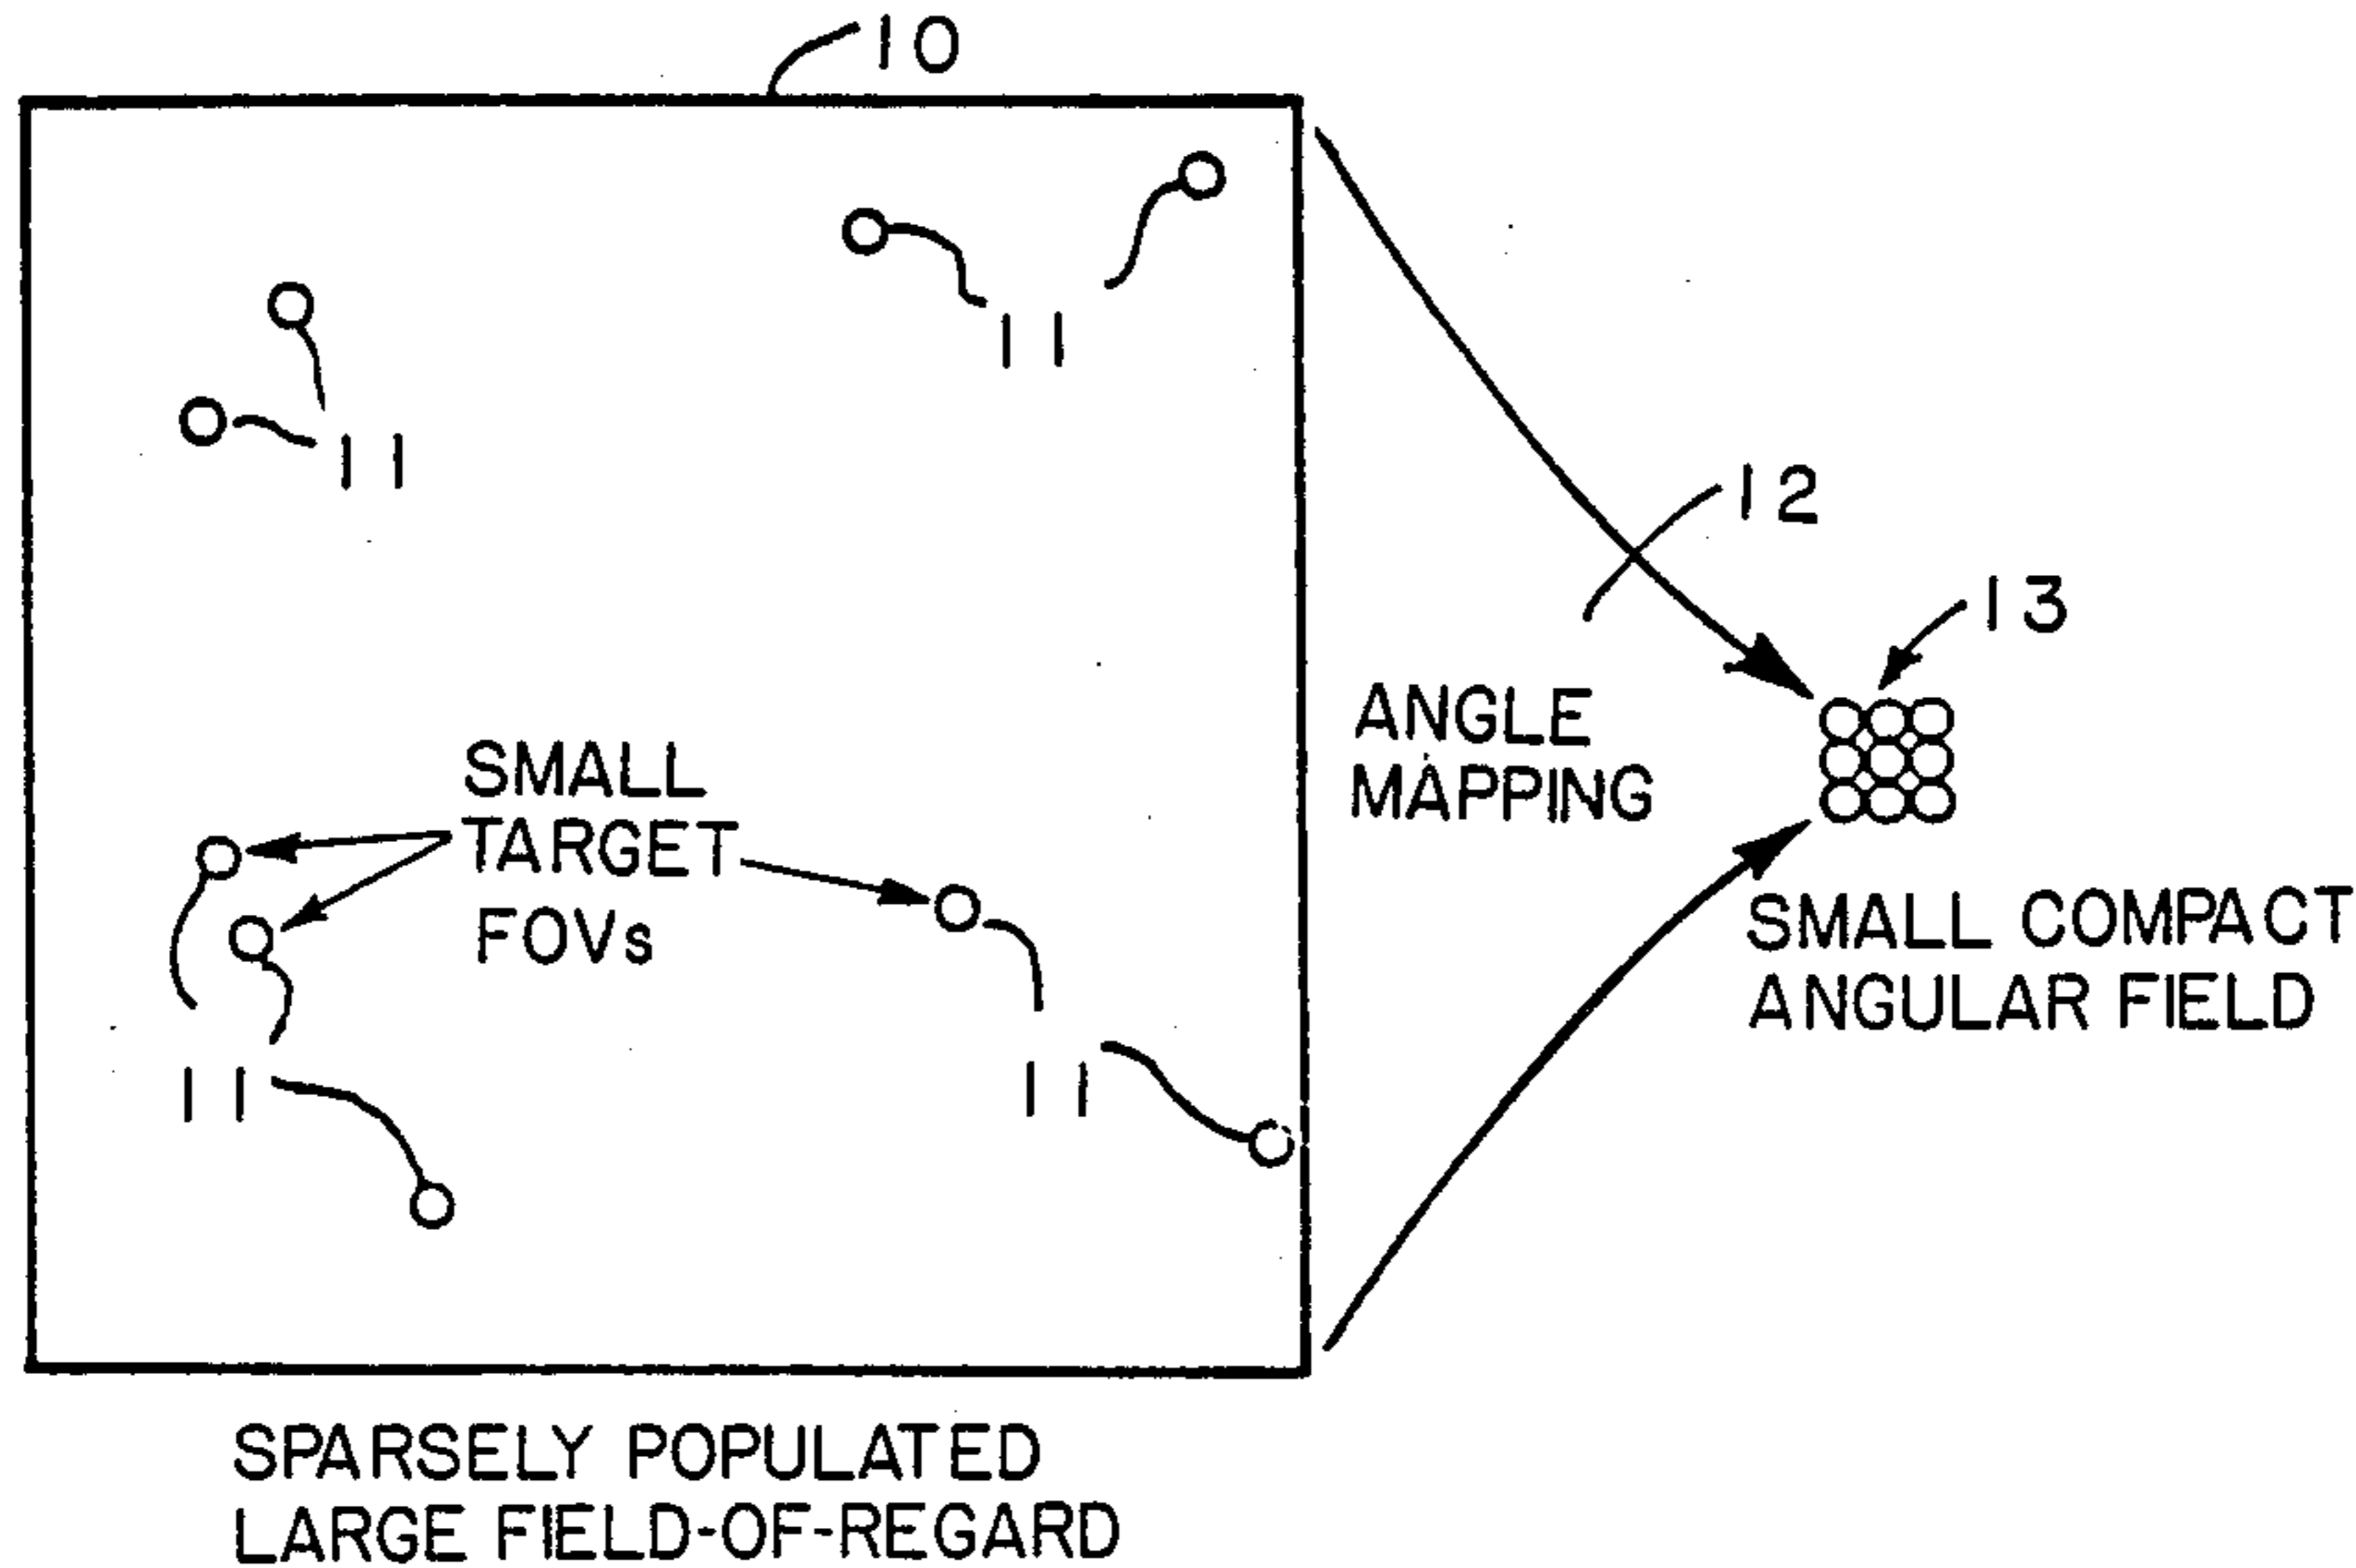 10
11
11
12
13
ANGLE
MAPPING
SMALL
TARGET
FOVs
SMALL COMPACT
ANGULAR FIELD
11
11
SPARSELY POPULATED
LARGE FIELD-OF-REGARD